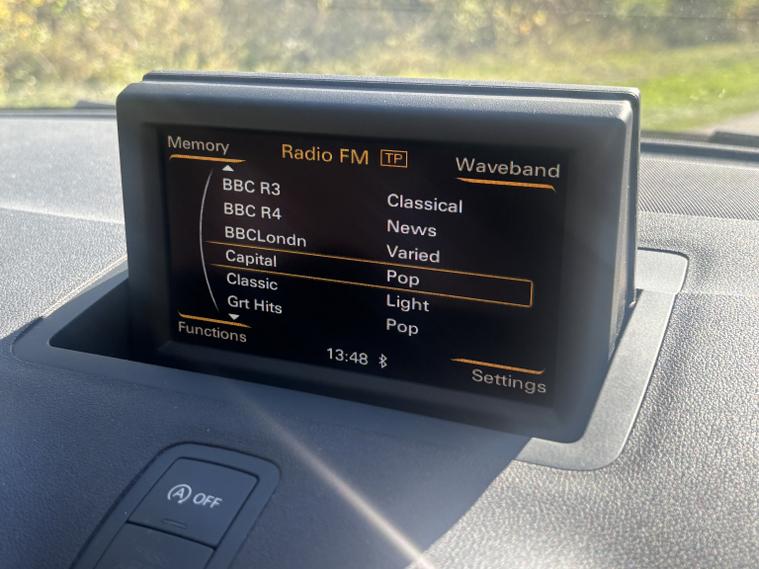 Memory
Radio FM TP
Waveband
BBC R3 Classical
BBC R4 News
BBCLondn Varied
Capital Pop
Classic Light
Grt Hits Pop
Functions
13:48
Settings
A OFF